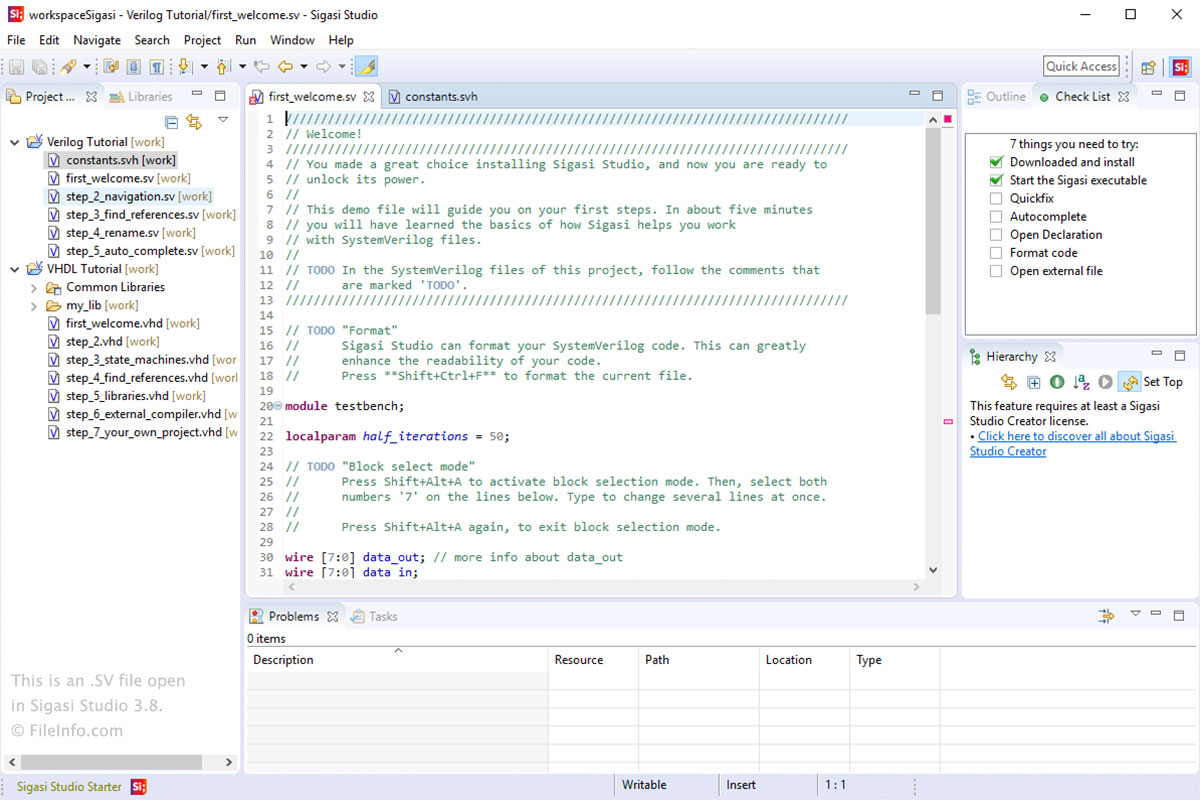 workspaceSigasi - Verilog Tutorial/first_welcome.sv - Sigasi Studio
File Edit Navigate Search Project Run Window Help
Quick Access
Project ...
Libraries
Verilog Tutorial [work]
constants.svh [work]
first_welcome.sv [work]
step_2_navigation.sv [work]
step_3_find_references.sv [work]
step_4_rename.sv [work]
step_5_auto_complete.sv [work]
VHDL Tutorial [work]
Common Libraries
my_lib [work]
first_welcome.vhd [work]
step_2.vhd [work]
step_3_state_machines.vhd [wor
step_4_find_references.vhd [worl
step_5_libraries.vhd [work]
step_6_external_compiler.vhd [w
step_7_your_own_project.vhd [w
This is an .SV file open
in Sigasi Studio 3.8.
© FileInfo.com
first_welcome.sv
constants.svh
1 ////////////////////////////////////////////////////////////////////////////////
2 // Welcome!
3 ////////////////////////////////////////////////////////////////////////////////
4 // You made a great choice installing Sigasi Studio, and now you are ready to
5 // unlock its power.
6 //
7 // This demo file will guide you on your first steps. In about five minutes
8 // you will have learned the basics of how Sigasi helps you work
9 // with SystemVerilog files.
10 //
11 // TODO In the SystemVerilog files of this project, follow the comments that
12 //      are marked 'TODO'.
13 ////////////////////////////////////////////////////////////////////////////////
14
15 // TODO "Format"
16 //      Sigasi Studio can format your SystemVerilog code. This can greatly
17 //      enhance the readability of your code.
18 //      Press **Shift+Ctrl+F** to format the current file.
19
20 module testbench;
21
22 localparam half_iterations = 50;
23
24 // TODO "Block select mode"
25 //      Press Shift+Alt+A to activate block selection mode. Then, select both
26 //      numbers '7' on the lines below. Type to change several lines at once.
27 //
28 //      Press Shift+Alt+A again, to exit block selection mode.
29
30 wire [7:0] data_out; // more info about data_out
31 wire [7:0] data in;
Outline
Check List
7 things you need to try:
Downloaded and install
Start the Sigasi executable
Quickfix
Autocomplete
Open Declaration
Format code
Open external file
Hierarchy
Set Top
This feature requires at least a Sigasi
Studio Creator license.
• Click here to discover all about Sigasi
Studio Creator
Problems
Tasks
0 items
Description Resource Path Location Type
Sigasi Studio Starter Si;
Writable Insert 1 : 1